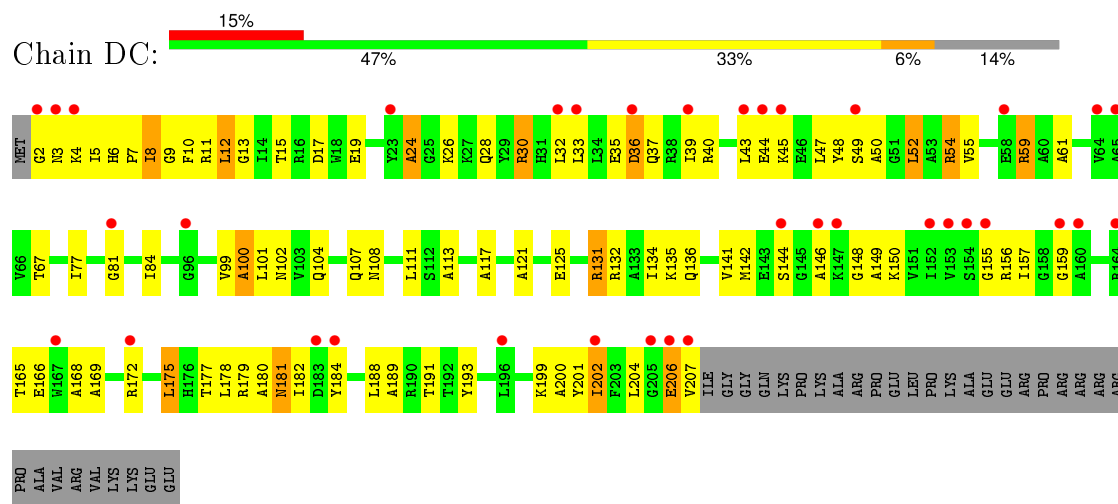 15%
Chain DC:
47% 33% 6% 14%
MET G2 N3 K4 I5 H6 P7 I8 G9 F10 R11 L12 G13 I14 T15 R16 D17 W18 E19 Y23 A24 G25 K26 K27 Q28 Y29 R30 H31 L32 L33 L34 E35 D36 Q37 R38 I39 R40 L43 E44 K45 E46 L47 Y48 S49 A50 G51 L52 A53 R54 V55 E58 R59 A60 A61 V64 A65
V66 T67 I77 G81 I84 G96 V99 A100 L101 N102 V103 Q104 Q107 N108 L111 S112 A113 A117 A121 E125 R131 R132 A133 I134 K135 Q136 V141 M142 E143 S144 G145 A146 K147 G148 A149 K150 V151 I152 V153 S154 G155 R156 I157 G158 G159 A160 R164
T165 E166 W167 A168 A169 R172 L175 H176 T177 L178 R179 A180 N181 I182 D183 Y184 L188 A189 R190 T191 T192 Y193 L196 K199 A200 Y201 I202 F203 L204 G205 E206 V207 ILE GLY GLY GLN LYS PRO LYS ALA ARG PRO GLU LEU PRO LYS ALA GLU GLU ARG PRO ARG ARG ARG ARG
PRO ALA VAL ARG VAL LYS LYS GLU GLU